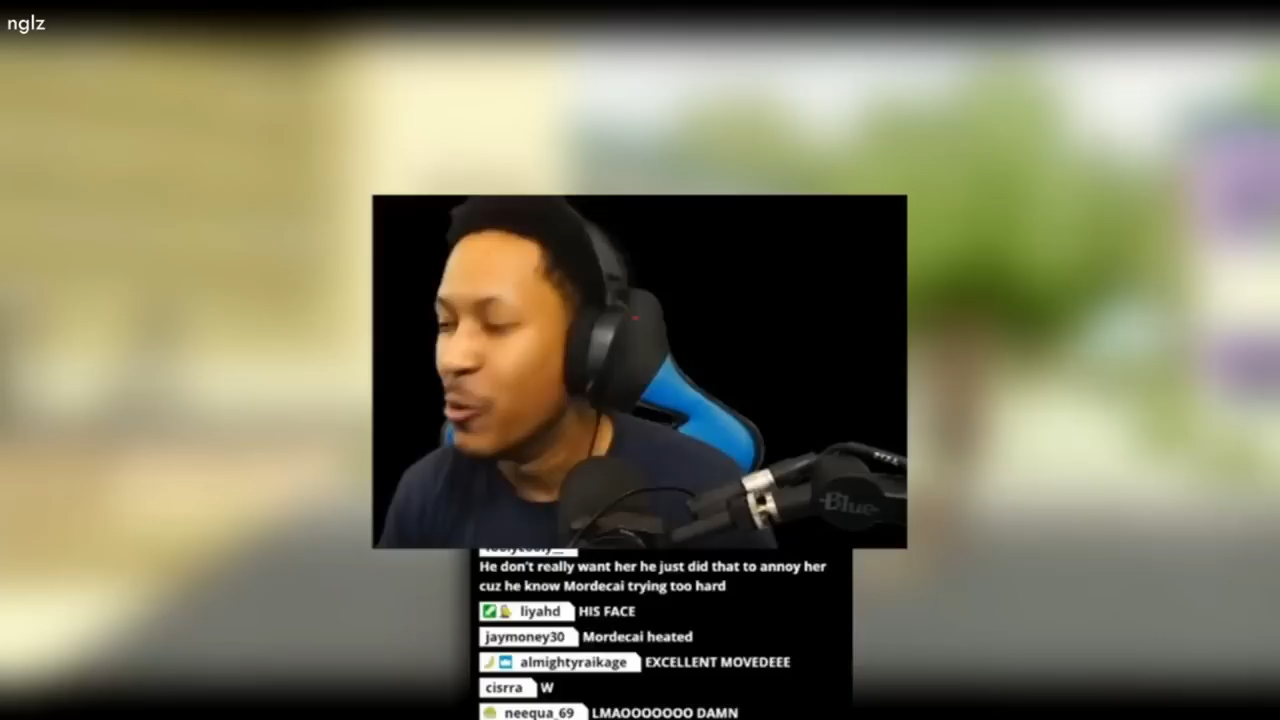 nglz
Blue
He don't really want her he just did that to annoy her
cuz he know Mordecai trying too hard
liyahd HIS FACE
jaymoney30 Mordecai heated
almightyraikage EXCELLENT MOVEDEEE
cisrra W
neequa_69 LMAOOOOOOO DAMN